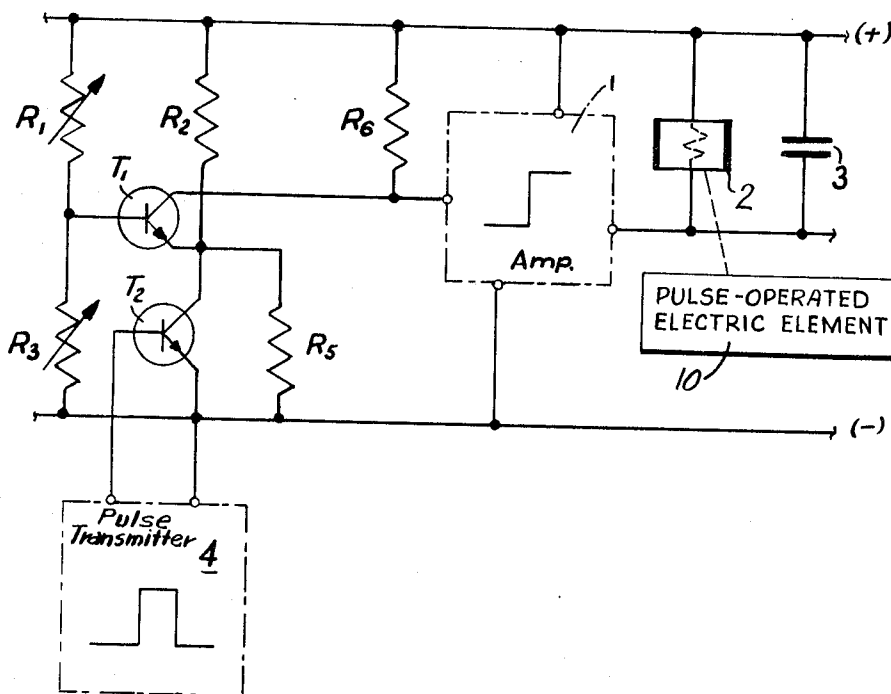 (+)
R1
R2
R6
1
T1
2
3
Amp.
T2
R3
R5
PULSE-OPERATED
ELECTRIC ELEMENT
10
(-)
Pulse
Transmitter 4